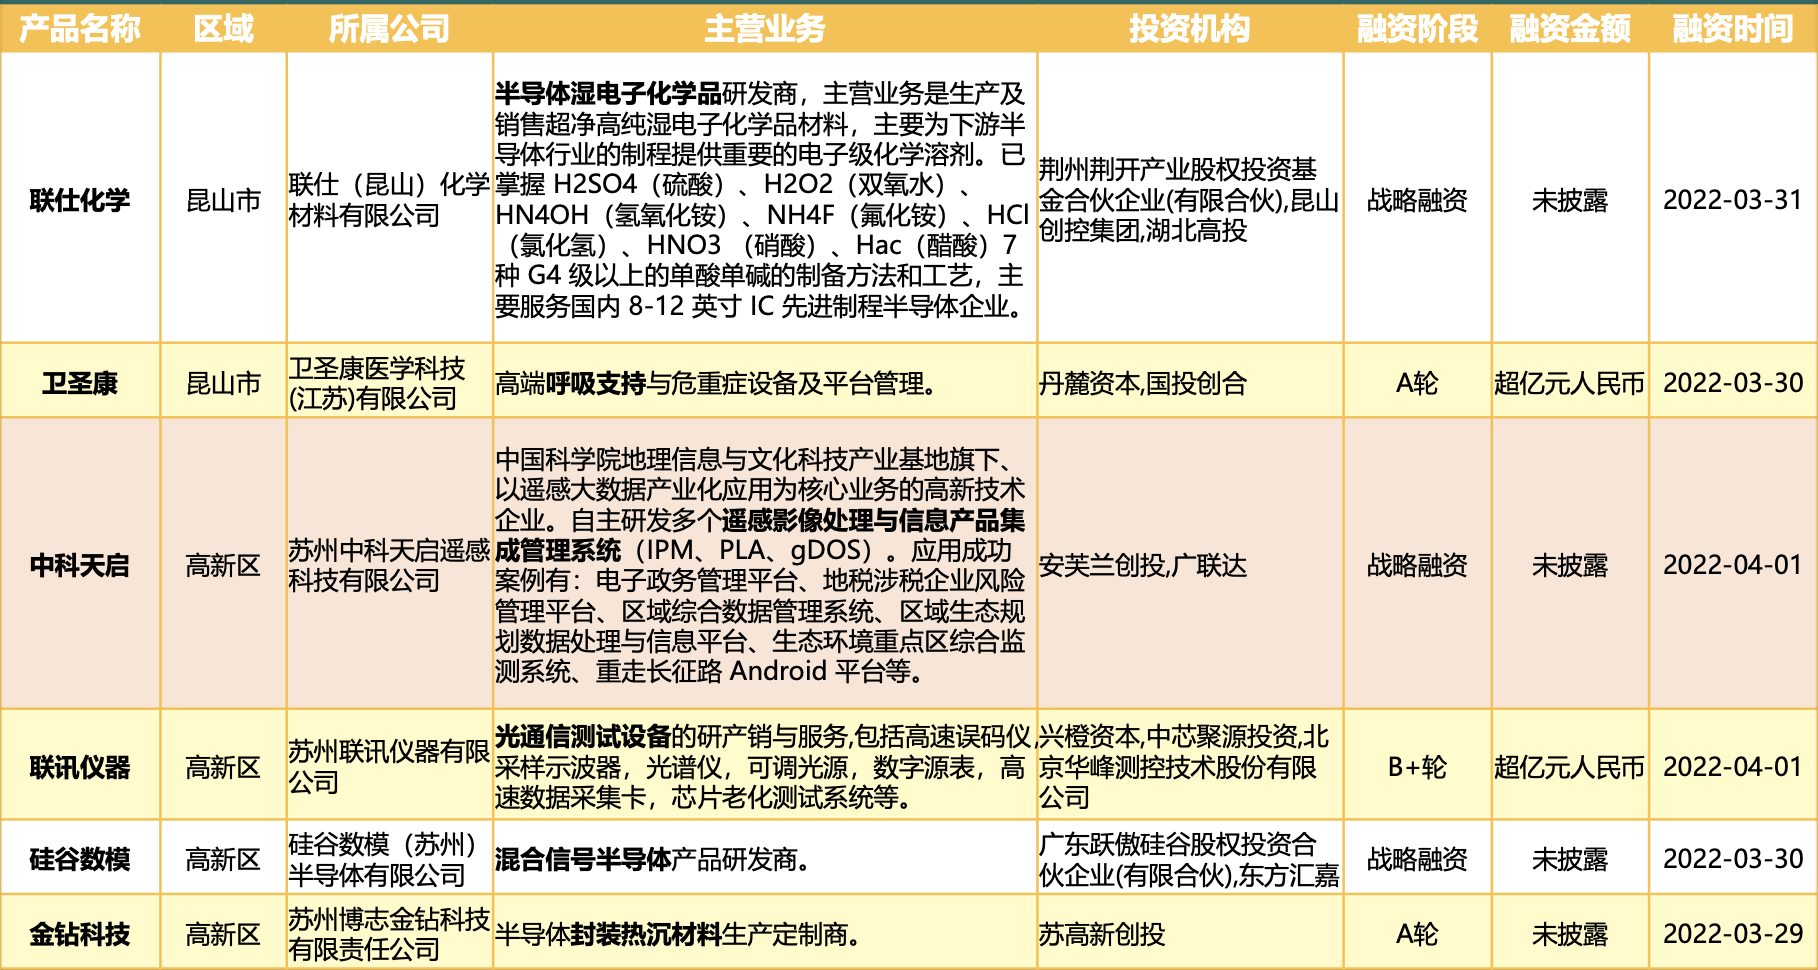 产品名称 区域 所属公司 主营业务 投资机构 融资阶段 融资金额 融资时间
联仕化学
昆山市
联仕（昆山）化学
材料有限公司
半导体湿电子化学品研发商，主营业务是生产及
销售超净高纯湿电子化学品材料，主要为下游半
导体行业的制程提供重要的电子级化学溶剂。已
掌握 H2SO4（硫酸）、H2O2（双氧水）、
HN4OH（氢氧化铵）、NH4F（氟化铵）、HCl
（氯化氢）、HNO3 （硝酸）、Hac（醋酸）7
种 G4 级以上的单酸单碱的制备方法和工艺，主
要服务国内 8-12 英寸 IC 先进制程半导体企业。
荆州荆开产业股权投资基
金合伙企业(有限合伙),昆山
创控集团,湖北高投
战略融资
未披露
2022-03-31
卫圣康
昆山市
卫圣康医学科技
(江苏)有限公司
高端呼吸支持与危重症设备及平台管理。
丹麓资本,国投创合
A轮
超亿元人民币
2022-03-30
中科天启
高新区
苏州中科天启遥感
科技有限公司
中国科学院地理信息与文化科技产业基地旗下、
以遥感大数据产业化应用为核心业务的高新技术
企业。自主研发多个遥感影像处理与信息产品集
成管理系统（IPM、PLA、gDOS）。应用成功
案例有：电子政务管理平台、地税涉税企业风险
管理平台、区域综合数据管理系统、区域生态规
划数据处理与信息平台、生态环境重点区综合监
测系统、重走长征路 Android 平台等。
安芙兰创投,广联达
战略融资
未披露
2022-04-01
联讯仪器
高新区
苏州联讯仪器有限
公司
光通信测试设备的研产销与服务,包括高速误码仪,
采样示波器，光谱仪，可调光源，数字源表，高
速数据采集卡，芯片老化测试系统等。
兴橙资本,中芯聚源投资,北
京华峰测控技术股份有限
公司
B+轮
超亿元人民币
2022-04-01
硅谷数模
高新区
硅谷数模（苏州）
半导体有限公司
混合信号半导体产品研发商。
广东跃傲硅谷股权投资合
伙企业(有限合伙),东方汇嘉
战略融资
未披露
2022-03-30
金钻科技
高新区
苏州博志金钻科技
有限责任公司
半导体封装热沉材料生产定制商。
苏高新创投
A轮
未披露
2022-03-29